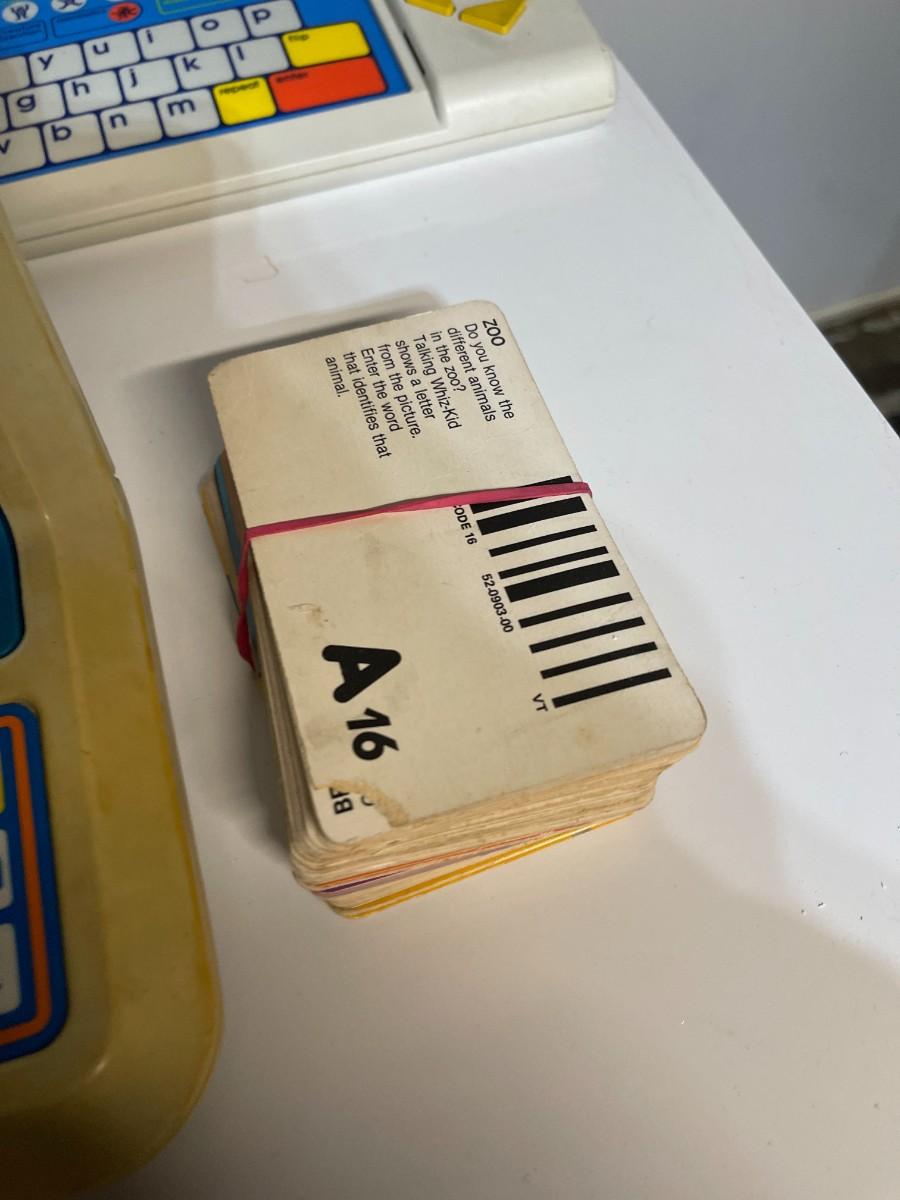 o p
y u i
flip
g h j k l
enter
v b n m
repeat
ZOO
Do you know the
different animals
in the zoo?
Talking Whiz-Kid
shows a letter
from the picture.
Enter the word
that identifies that
animal.
CODE 16
52-0903-00
VT
A 16